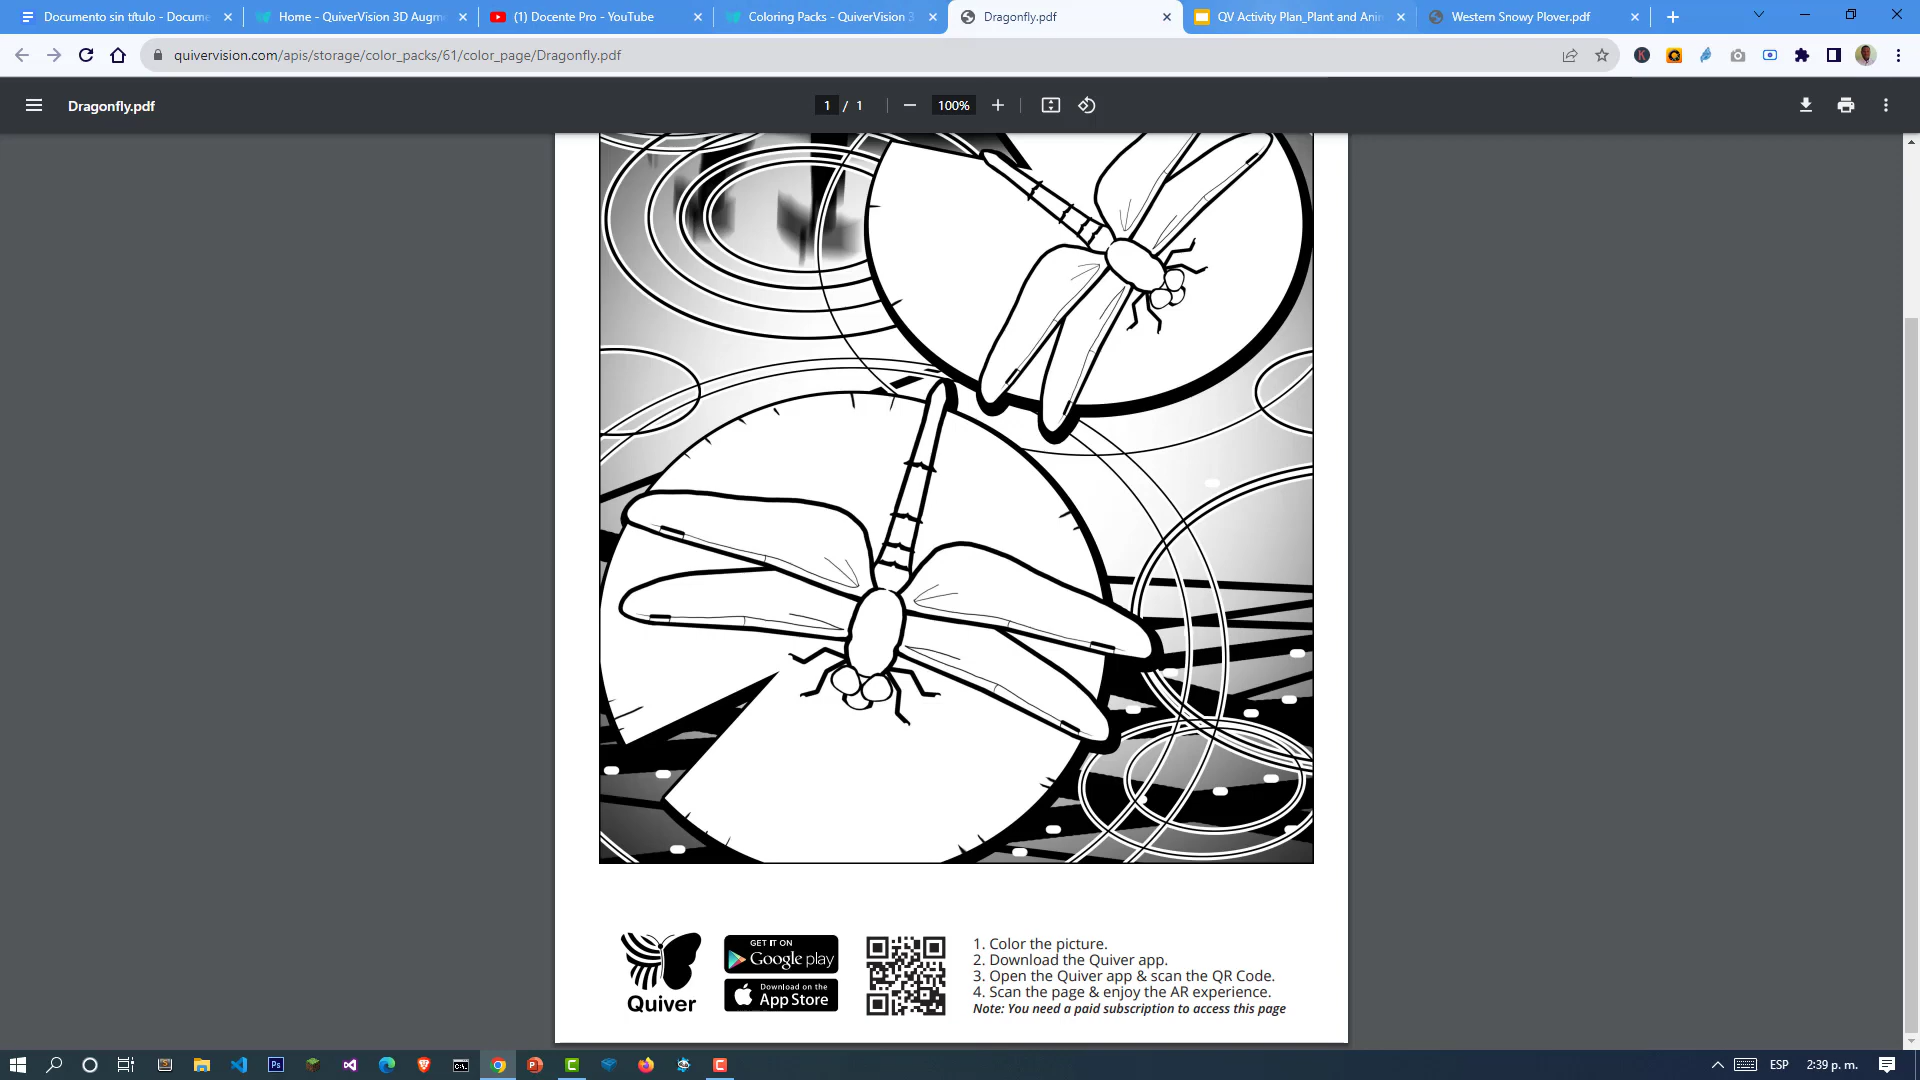 Documento sin título - Docume
Home - QuiverVision 3D Augm
(1) Docente Pro - YouTube
Coloring Packs - QuiverVision 3
Dragonfly.pdf
QV Activity Plan_Plant and Anim
Western Snowy Plover.pdf
quivervision.com/apis/storage/color_packs/61/color_page/Dragonfly.pdf
Dragonfly.pdf
1 / 1
100%
GET IT ON
Google play
Download on the
App Store
Quiver
1. Color the picture.
2. Download the Quiver app.
3. Open the Quiver app & scan the QR Code.
4. Scan the page & enjoy the AR experience.
Note: You need a paid subscription to access this page
ESP
2:39 p. m.